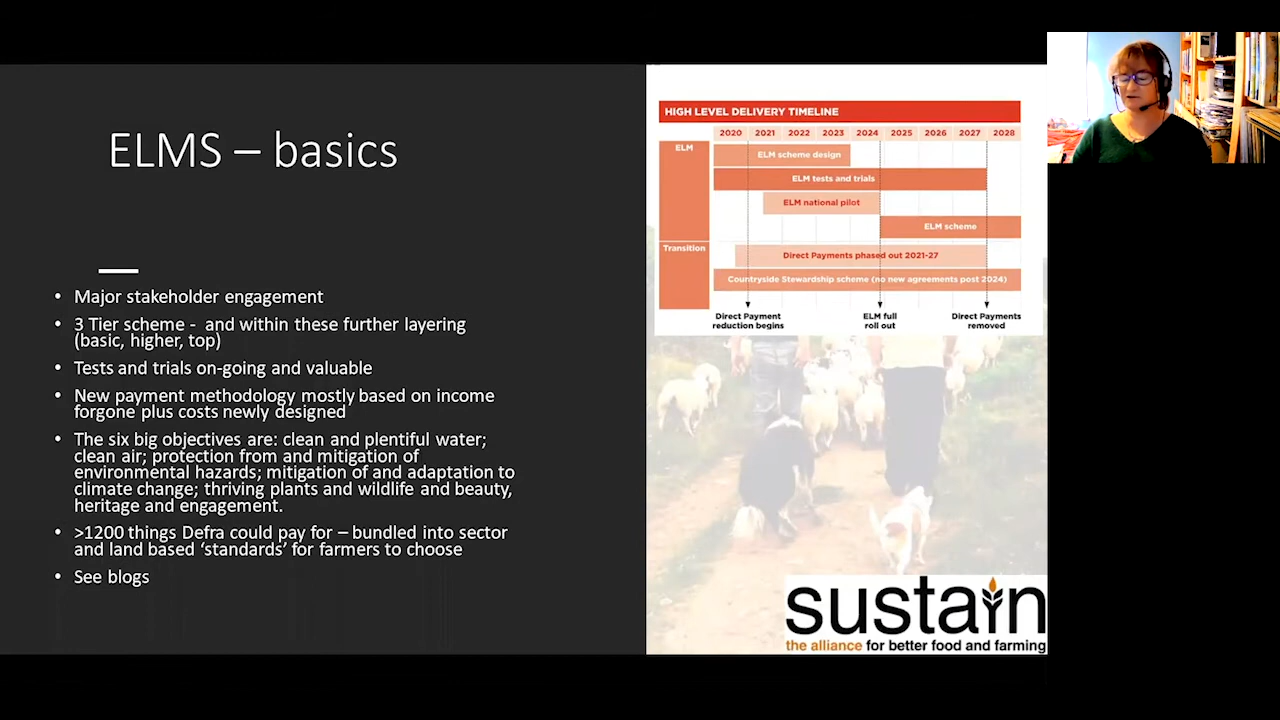 ELMS – basics
• Major stakeholder engagement
• 3 Tier scheme -  and within these further layering
(basic, higher, top)
• Tests and trials on-going and valuable
• New payment methodology mostly based on income
forgone plus costs newly designed
• The six big objectives are: clean and plentiful water;
clean air; protection from and mitigation of
environmental hazards; mitigation of and adaptation to
climate change; thriving plants and wildlife and beauty,
heritage and engagement.
• >1200 things Defra could pay for – bundled into sector
and land based ‘standards’ for farmers to choose
• See blogs
HIGH LEVEL DELIVERY TIMELINE
2020 2021 2022 2023 2024 2025 2026 2027 2028
ELM
ELM scheme design
ELM tests and trials
ELM national pilot
ELM scheme
Transition
Direct Payments phased out 2021-27
Countryside Stewardship scheme (no new agreements post 2024)
Direct Payment
reduction begins
ELM full
roll out
Direct Payments
removed
sustain
the alliance for better food and farming